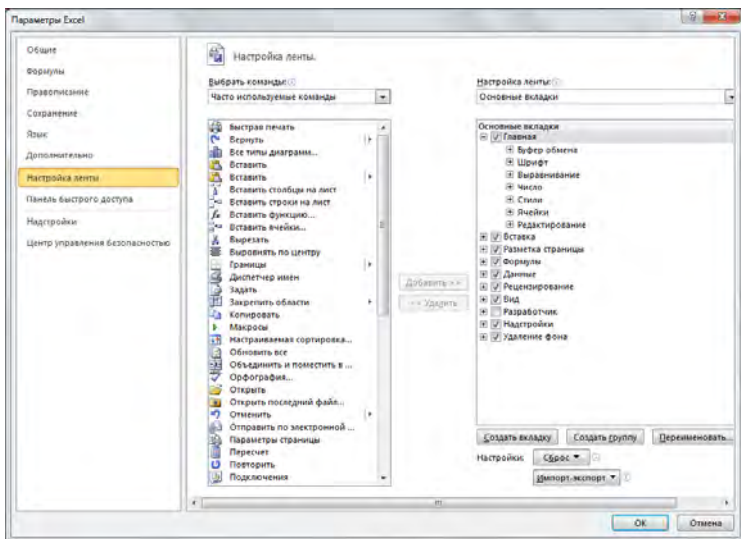 Параметры Excel
Общие
Формулы
Правописание
Сохранение
Язык
Дополнительно
Настройка ленты
Панель быстрого доступа
Надстройки
Центр управления безопасностью
Настройка ленты.
Выбрать команды:
Часто используемые команды
Быстрая печать
Вернуть
Все типы диаграмм...
Вставить
Вставить
Вставить столбцы на лист
Вставить строки на лист
Вставить функцию...
Вставить ячейки...
Вырезать
Выровнять по центру
Границы
Диспетчер имен
Задать
Закрепить области
Копировать
Макросы
Настраиваемая сортировка...
Обновить все
Объединить и поместить в ...
Орфография...
Открыть
Открыть последний файл...
Отменить
Отправить по электронной ...
Параметры страницы
Пересчет
Повторить
Подключения
Добавить >>
<< Удалить
Настройка ленты:
Основные вкладки
Основные вкладки
Главная
Буфер обмена
Шрифт
Выравнивание
Число
Стили
Ячейки
Редактирование
Вставка
Разметка страницы
Формулы
Данные
Рецензирование
Вид
Разработчик
Надстройки
Удаление фона
Создать вкладку
Создать группу
Переименовать...
Настройки:
Сброс
Импорт-экспорт
ОК
Отмена